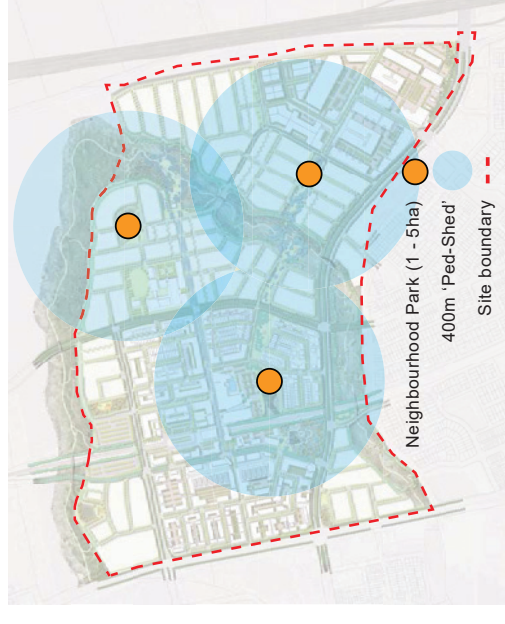 Neighbourhood Park (1 - 5ha)
400m ‘Ped-Shed’
Site boundary